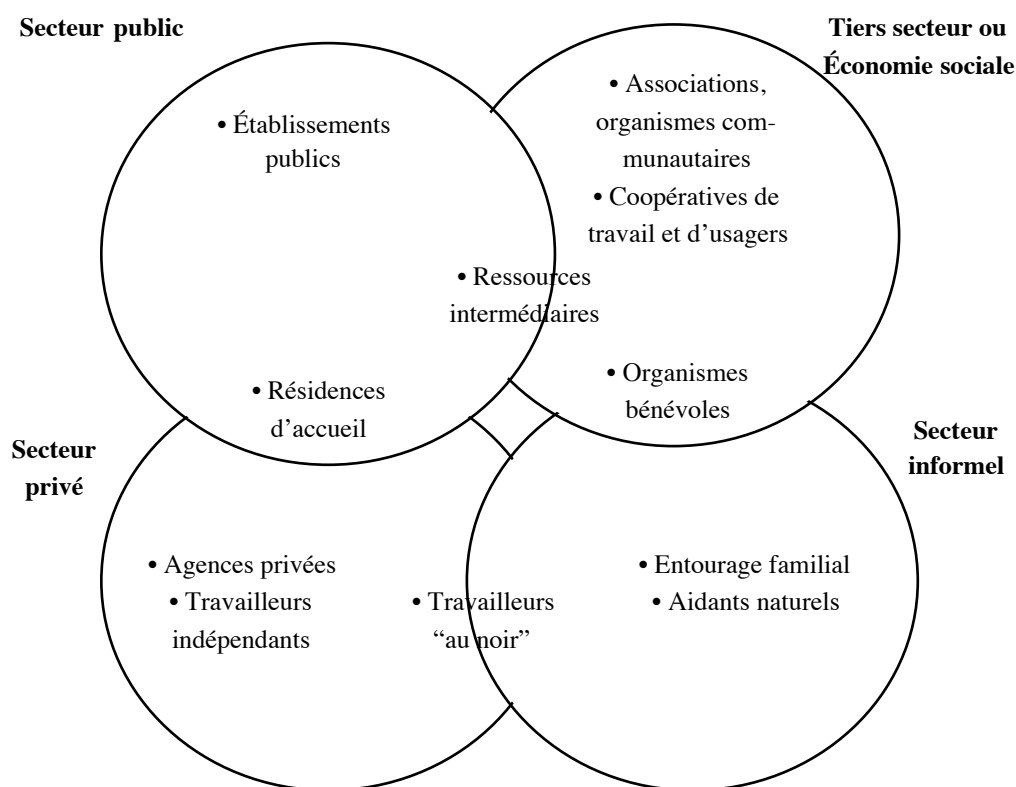 Secteur public
Tiers secteur ou
Économie sociale
• Établissements
publics
• Associations,
organismes com-
munautaires
• Coopératives de
travail et d’usagers
• Ressources
intermédiaires
• Résidences
d’accueil
• Organismes
bénévoles
Secteur
privé
Secteur
informel
• Agences privées
• Travailleurs
indépendants
• Travailleurs
“au noir”
• Entourage familial
• Aidants naturels